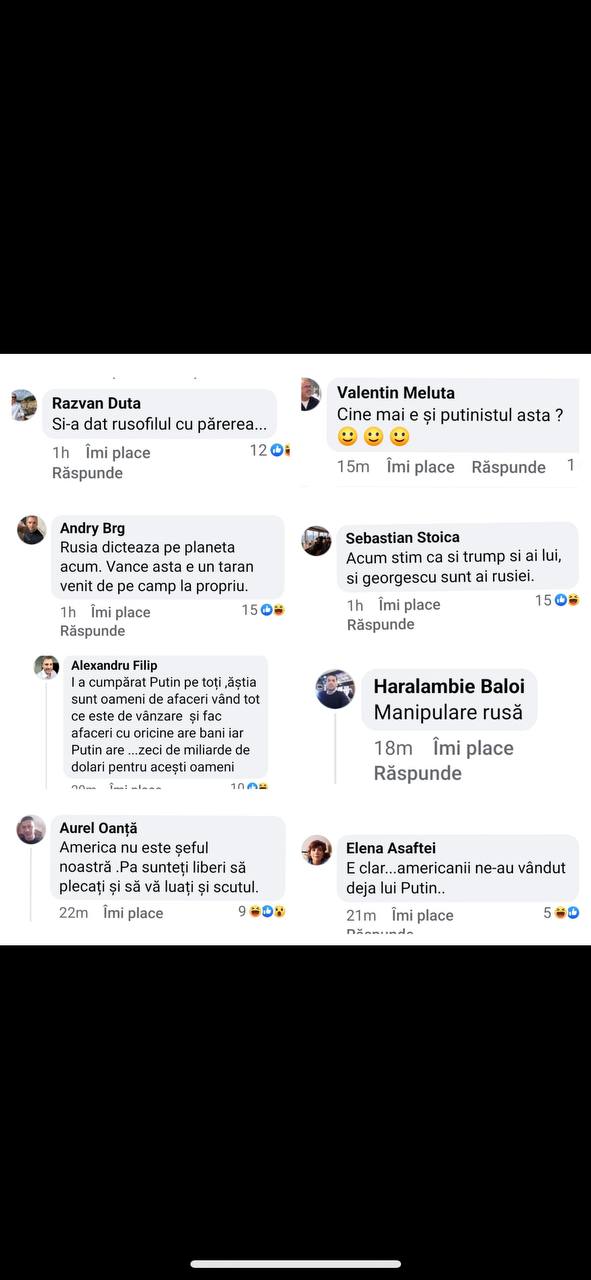 Razvan Duta
Si-a dat rusofilul cu părerea...
1h Îmi place 12
Răspunde
Valentin Meluta
Cine mai e și putinistul asta ?
🙂 🙂 🙂
15m Îmi place Răspunde 1
Andry Brg
Rusia dicteaza pe planeta
acum. Vance asta e un taran
venit de pe camp la propriu.
1h Îmi place 15
Răspunde
Sebastian Stoica
Acum stim ca si trump si ai lui,
si georgescu sunt ai rusiei.
1h Îmi place 15
Răspunde
Alexandru Filip
I a cumpărat Putin pe toți ,ăștia
sunt oameni de afaceri vând tot
ce este de vânzare și fac
afaceri cu oricine are bani iar
Putin are ...zeci de miliarde de
dolari pentru acești oameni
Haralambie Baloi
Manipulare rusă
18m Îmi place
Răspunde
Aurel Oanță
America nu este șeful
noastră .Pa sunteți liberi să
plecați și să vă luați și scutul.
22m Îmi place 9
Elena Asaftei
E clar...americanii ne-au vândut
deja lui Putin..
21m Îmi place 5